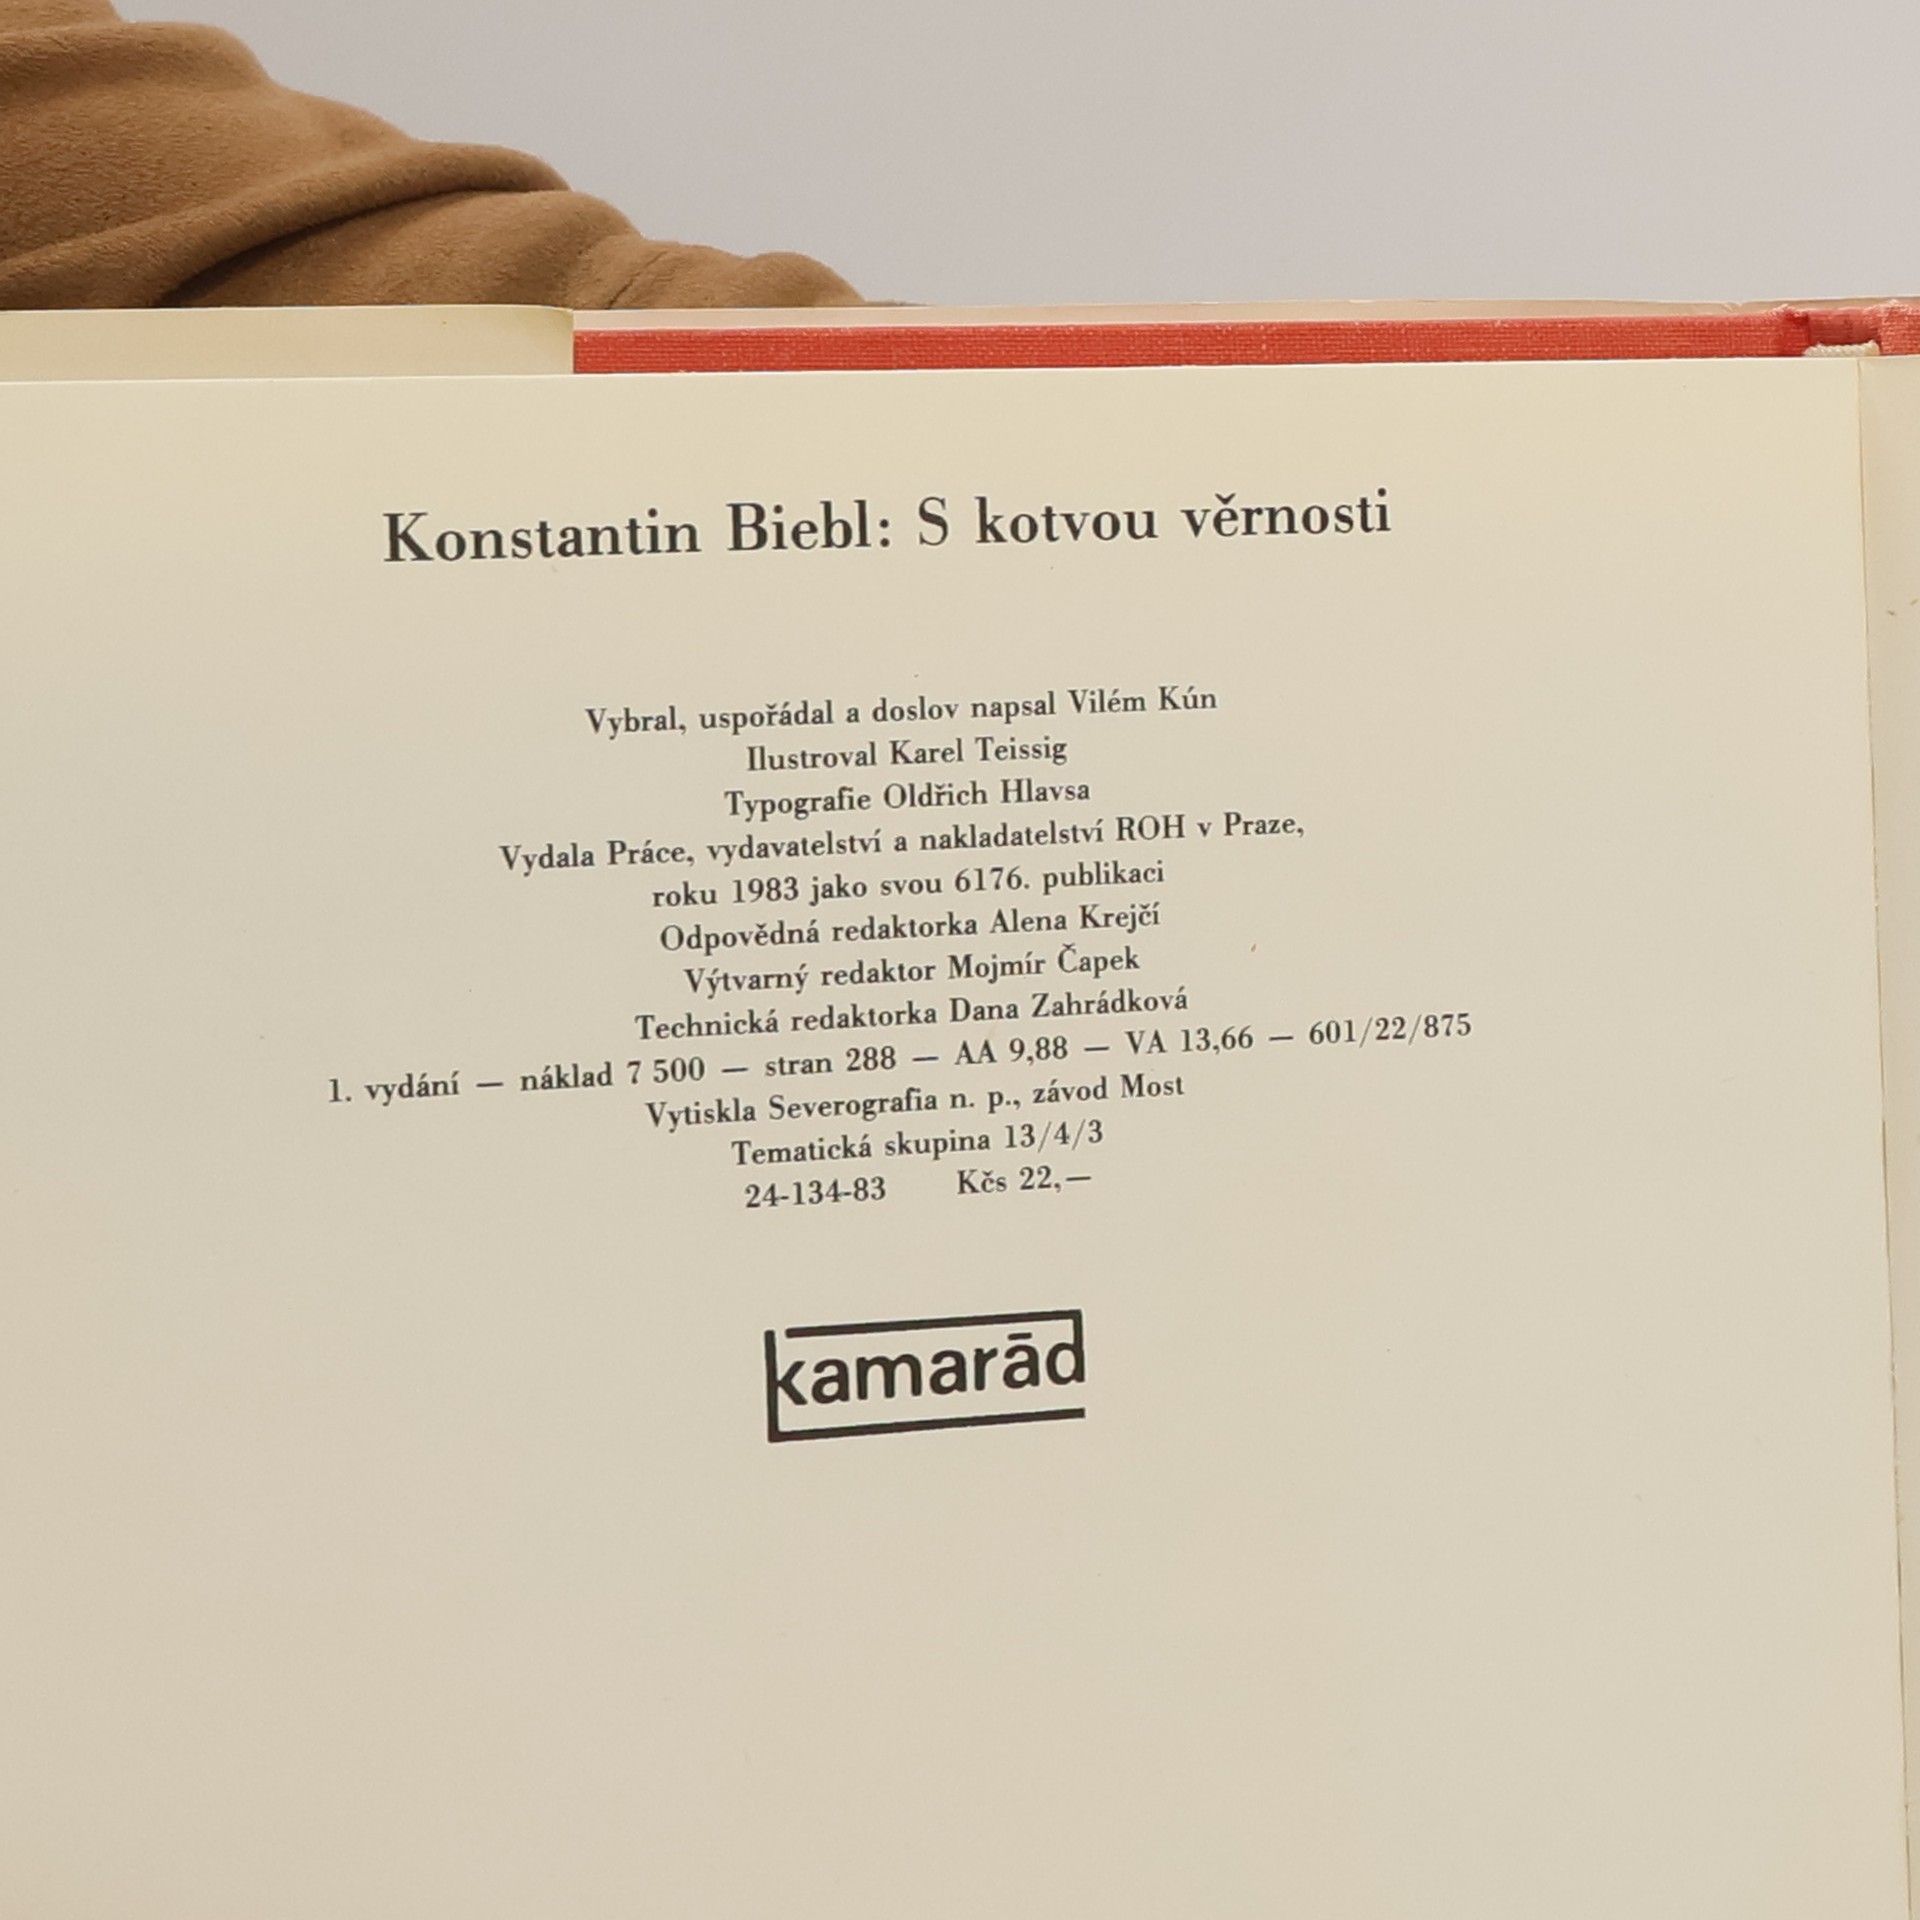 Konstantin Biebl: S kotvou věrnosti
Vybral, uspořádal a doslov napsal Vilém Kún
Ilustroval Karel Teissig
Typografie Oldřich Hlavsa
Vydala Práce, vydavatelství a nakladatelství ROH v Praze,
roku 1983 jako svou 6176. publikaci
Odpovědná redaktorka Alena Krejčí
Výtvarný redaktor Mojmír Čapek
Technická redaktorka Dana Zahrádková
1. vydání — náklad 7 500 — stran 288 — AA 9,88 — VA 13,66 — 601/22/875
Vytiskla Severografia n. p., závod Most
Tematická skupina 13/4/3
24-134-83 Kčs 22,—
kamarād